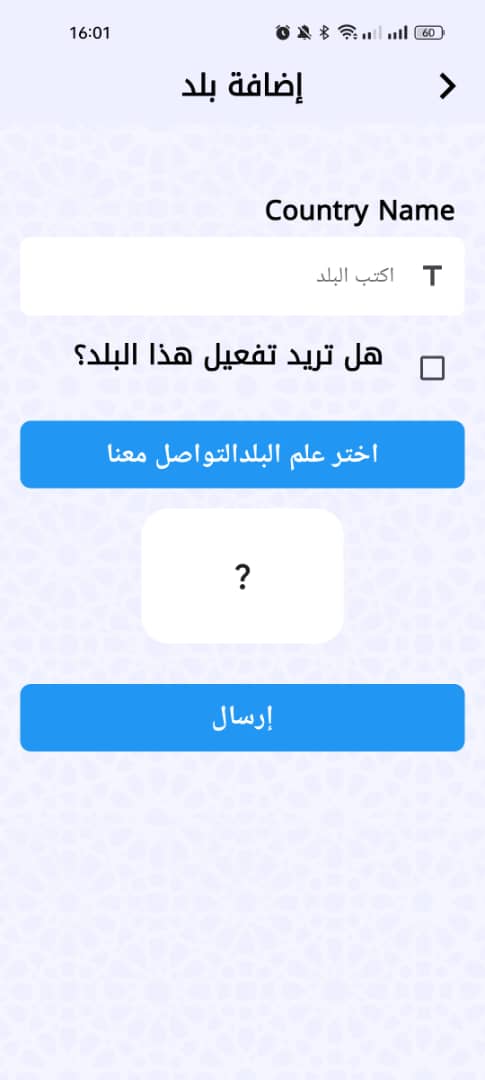 16:01
60
إضافة بلد
Country Name
اكتب البلد
هل تريد تفعيل هذا البلد؟
اختر علم البلدالتواصل معنا
?
إرسال